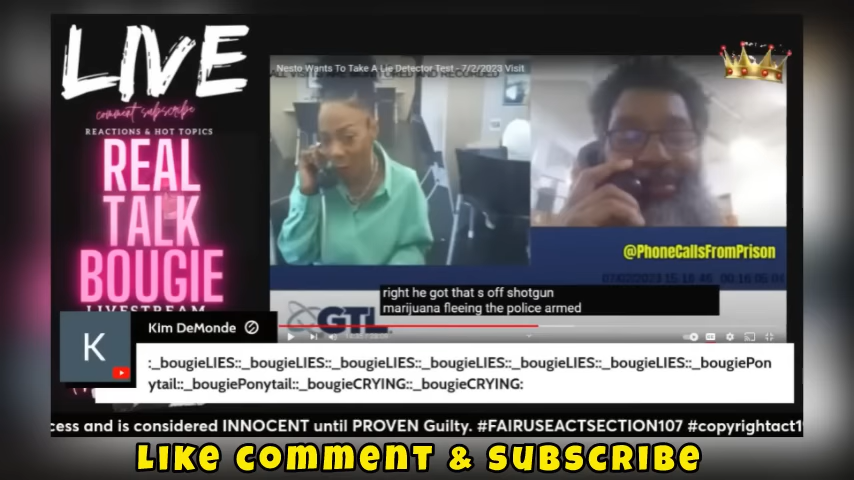 LIVE
comment subscribe
REACTIONS & HOT TOPICS
REAL
TALK
BOUGIE
LIVESTREAM
Nesto Wants To Take A Lie Detector Test - 7/2/2023 Visit
@PhoneCallsFromPrison
right he got that s off shotgun
marijuana fleeing the police armed
GTL
K
Kim DeMonde
:_bougieLIES::_bougieLIES::_bougieLIES::_bougieLIES::_bougieLIES::_bougieLIES::_bougiePon
ytail::_bougiePonytail::_bougieCRYING::_bougieCRYING:
cess and is considered INNOCENT until PROVEN Guilty. #FAIRUSEACTSECTION107 #copyrightact1
LIKE COMMENT & SUBSCRIBE